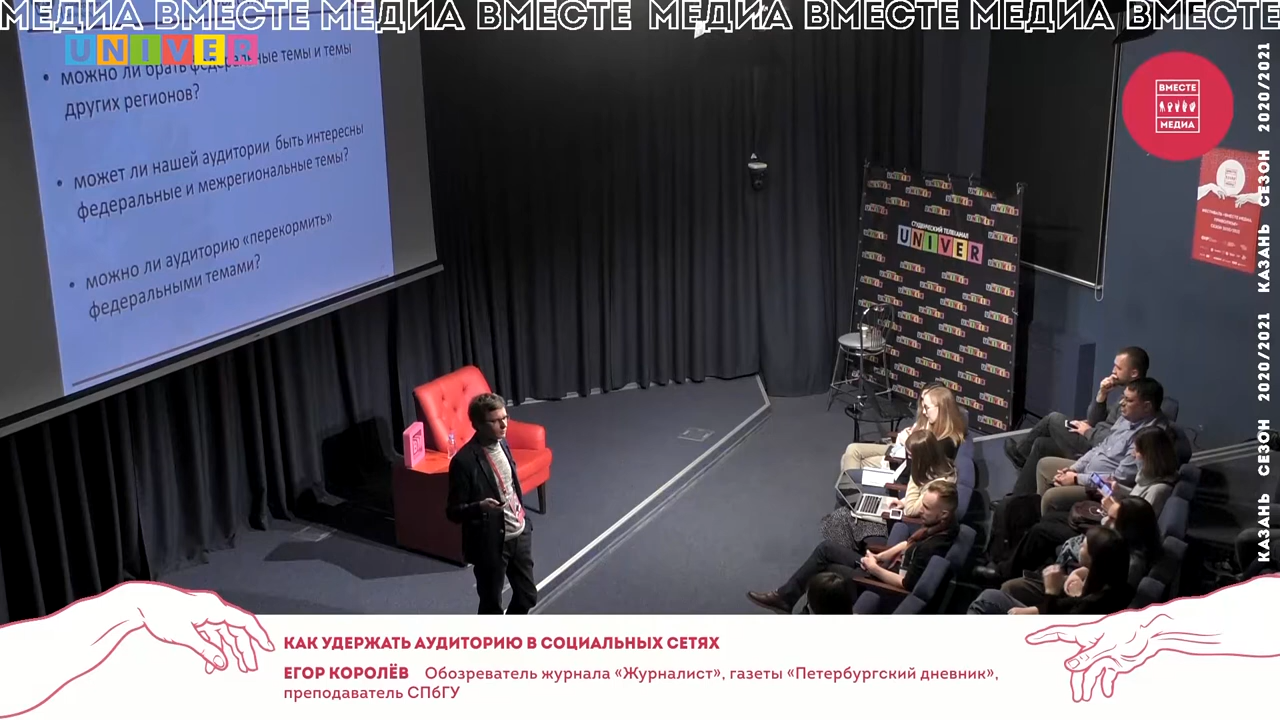 МЕДИА ВМЕСТЕ МЕДИА ВМЕСТЕ МЕДИА МЕДИА ВМЕСТЕ
UNIVER
• можно ли брать федеральные темы и темы
других регионов?
• может ли нашей аудитории быть интересны
федеральные и межрегиональные темы?
• можно ли аудиторию «перекормить»
федеральными темами?
СТУДЕНЧЕСКИЙ ТЕЛЕКАНАЛ
UNIVER
ВМЕСТЕ
МЕДИА
КАЗАНЬ СЕЗОН 2020/2021 КАЗАНЬ СЕЗОН 2020/2021
КАК УДЕРЖАТЬ АУДИТОРИЮ В СОЦИАЛЬНЫХ СЕТЯХ
ЕГОР КОРОЛЁВ Обозреватель журнала «Журналист», газеты «Петербургский дневник»,
преподаватель СПбГУ